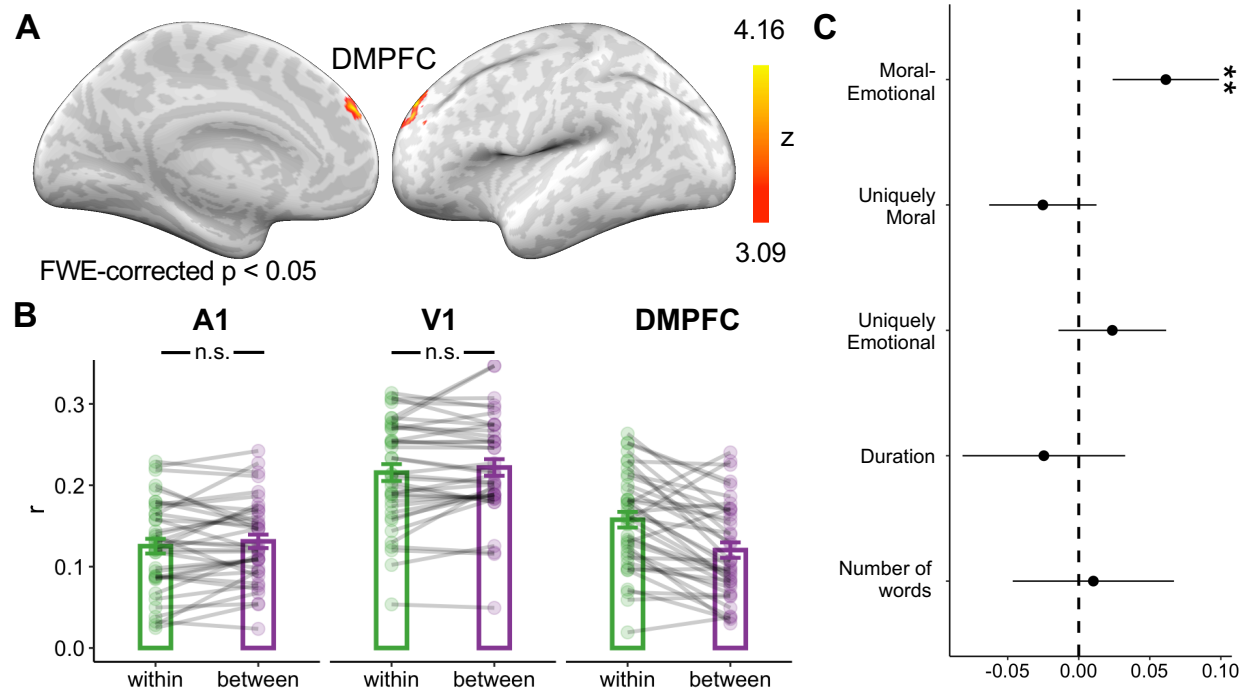 A
DMPFC
4.16
z
3.09
FWE-corrected p < 0.05
B
A1
V1
DMPFC
n.s.
n.s.
r
0.3
0.2
0.1
0.0
within
between
within
between
within
between
C
Moral-
Emotional
**
Uniquely
Moral
Uniquely
Emotional
Duration
Number of
words
-0.05
0.00
0.05
0.10